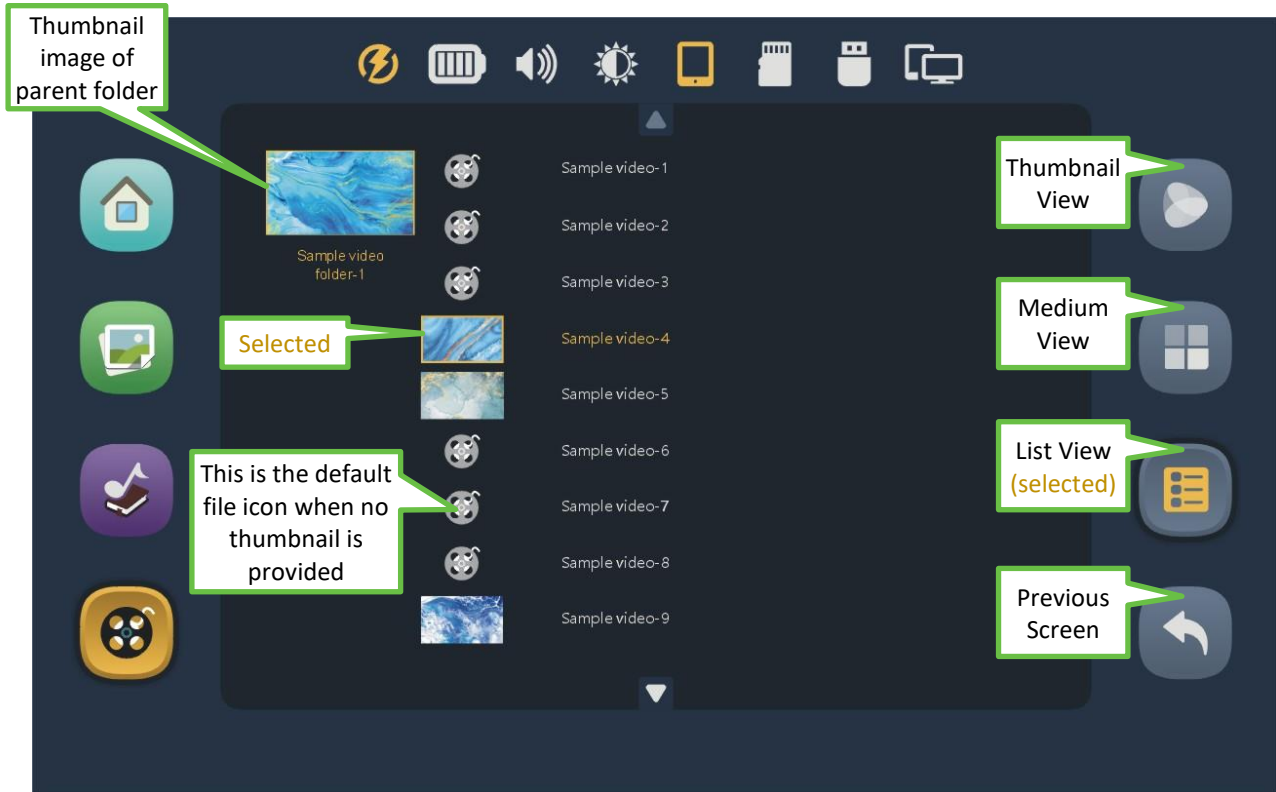 Thumbnail
image of
parent folder
Sample video
folder-1
Sample video-1
Sample video-2
Sample video-3
Selected
Sample video-4
Sample video-5
Sample video-6
This is the default
file icon when no
thumbnail is
provided
Sample video-7
Sample video-8
Sample video-9
Thumbnail
View
Medium
View
List View
(selected)
Previous
Screen